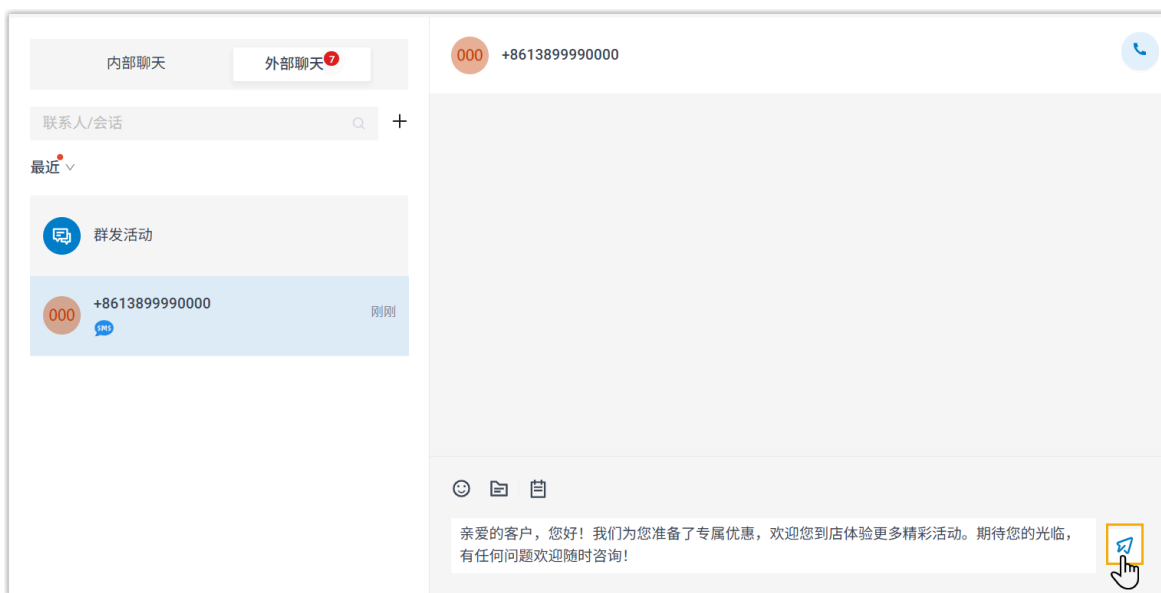 内部聊天
外部聊天 7
联系人/会话
最近
群发活动
000
+8613899990000
SMS
刚刚
000
+8613899990000
亲爱的客户，您好！我们为您准备了专属优惠，欢迎您到店体验更多精彩活动。期待您的光临，
有任何问题欢迎随时咨询！